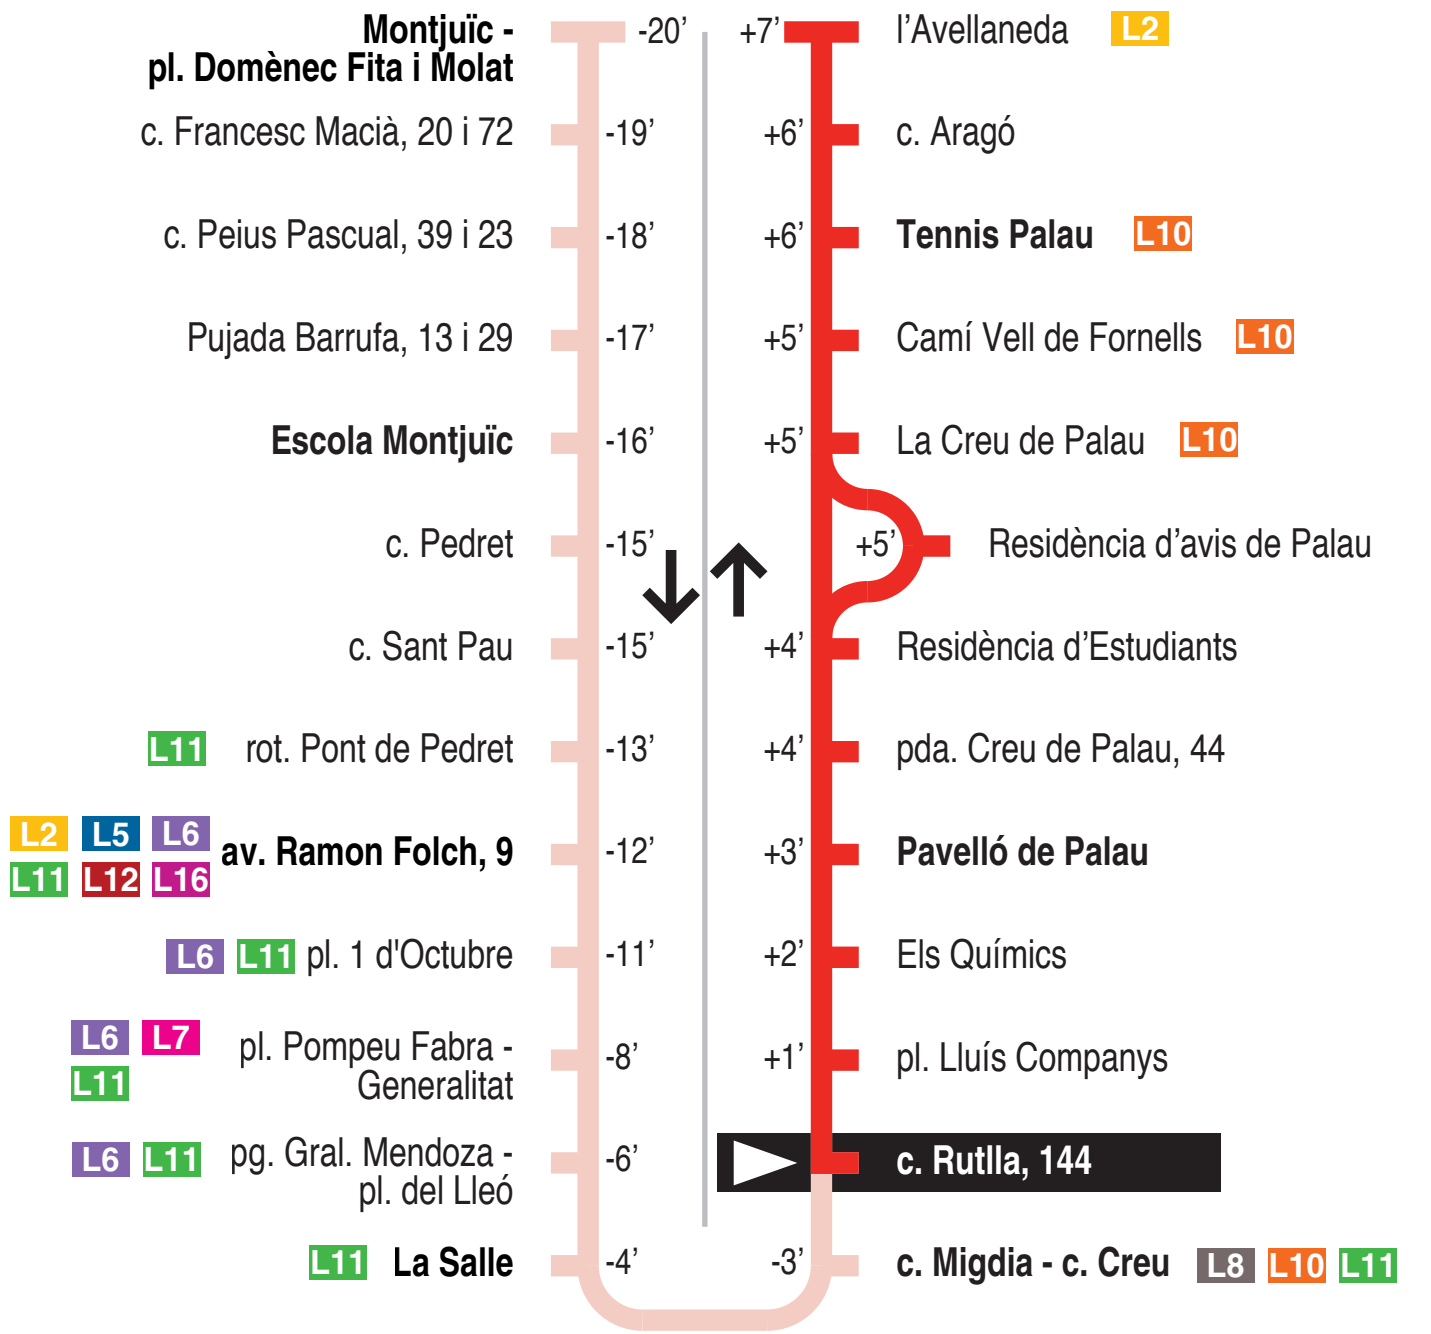 Montjuïc -
pl. Domènec Fita i Molat
-20’
c. Francesc Macià, 20 i 72
-19’
c. Peius Pascual, 39 i 23
-18’
Pujada Barrufa, 13 i 29
-17’
Escola Montjuïc
-16’
c. Pedret
-15’
c. Sant Pau
-15’
L11 rot. Pont de Pedret
-13’
L2 L5 L6
L11 L12 L16
av. Ramon Folch, 9
-12’
L6 L11 pl. 1 d'Octubre
-11’
L6 L7
L11
pl. Pompeu Fabra -
Generalitat
-8’
L6 L11
pg. Gral. Mendoza -
pl. del Lleó
-6’
L11 La Salle
-4’
+7’ l’Avellaneda L2
+6’ c. Aragó
+6’ Tennis Palau L10
+5’ Camí Vell de Fornells L10
+5’ La Creu de Palau L10
+5’ Residència d’avis de Palau
+4’ Residència d’Estudiants
+4’ pda. Creu de Palau, 44
+3’ Pavelló de Palau
+2’ Els Químics
+1’ pl. Lluís Companys
c. Rutlla, 144
-3’ c. Migdia - c. Creu L8 L10 L11